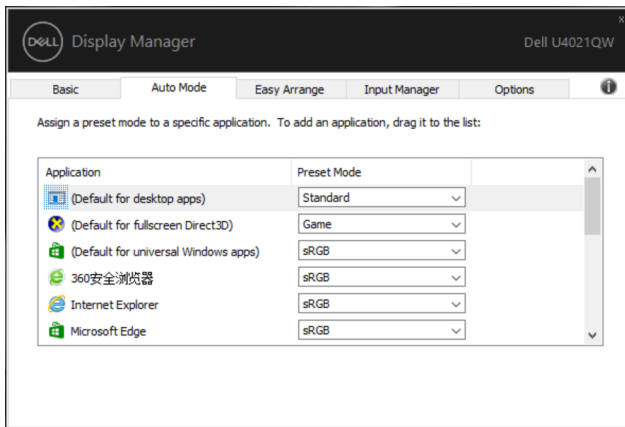 DELL Display Manager Dell U4021QW
x
Basic Auto Mode Easy Arrange Input Manager Options i
Assign a preset mode to a specific application. To add an application, drag it to the list:
Application Preset Mode
(Default for desktop apps) Standard
(Default for fullscreen Direct3D) Game
(Default for universal Windows apps) sRGB
360安全浏览器 sRGB
Internet Explorer sRGB
Microsoft Edge sRGB